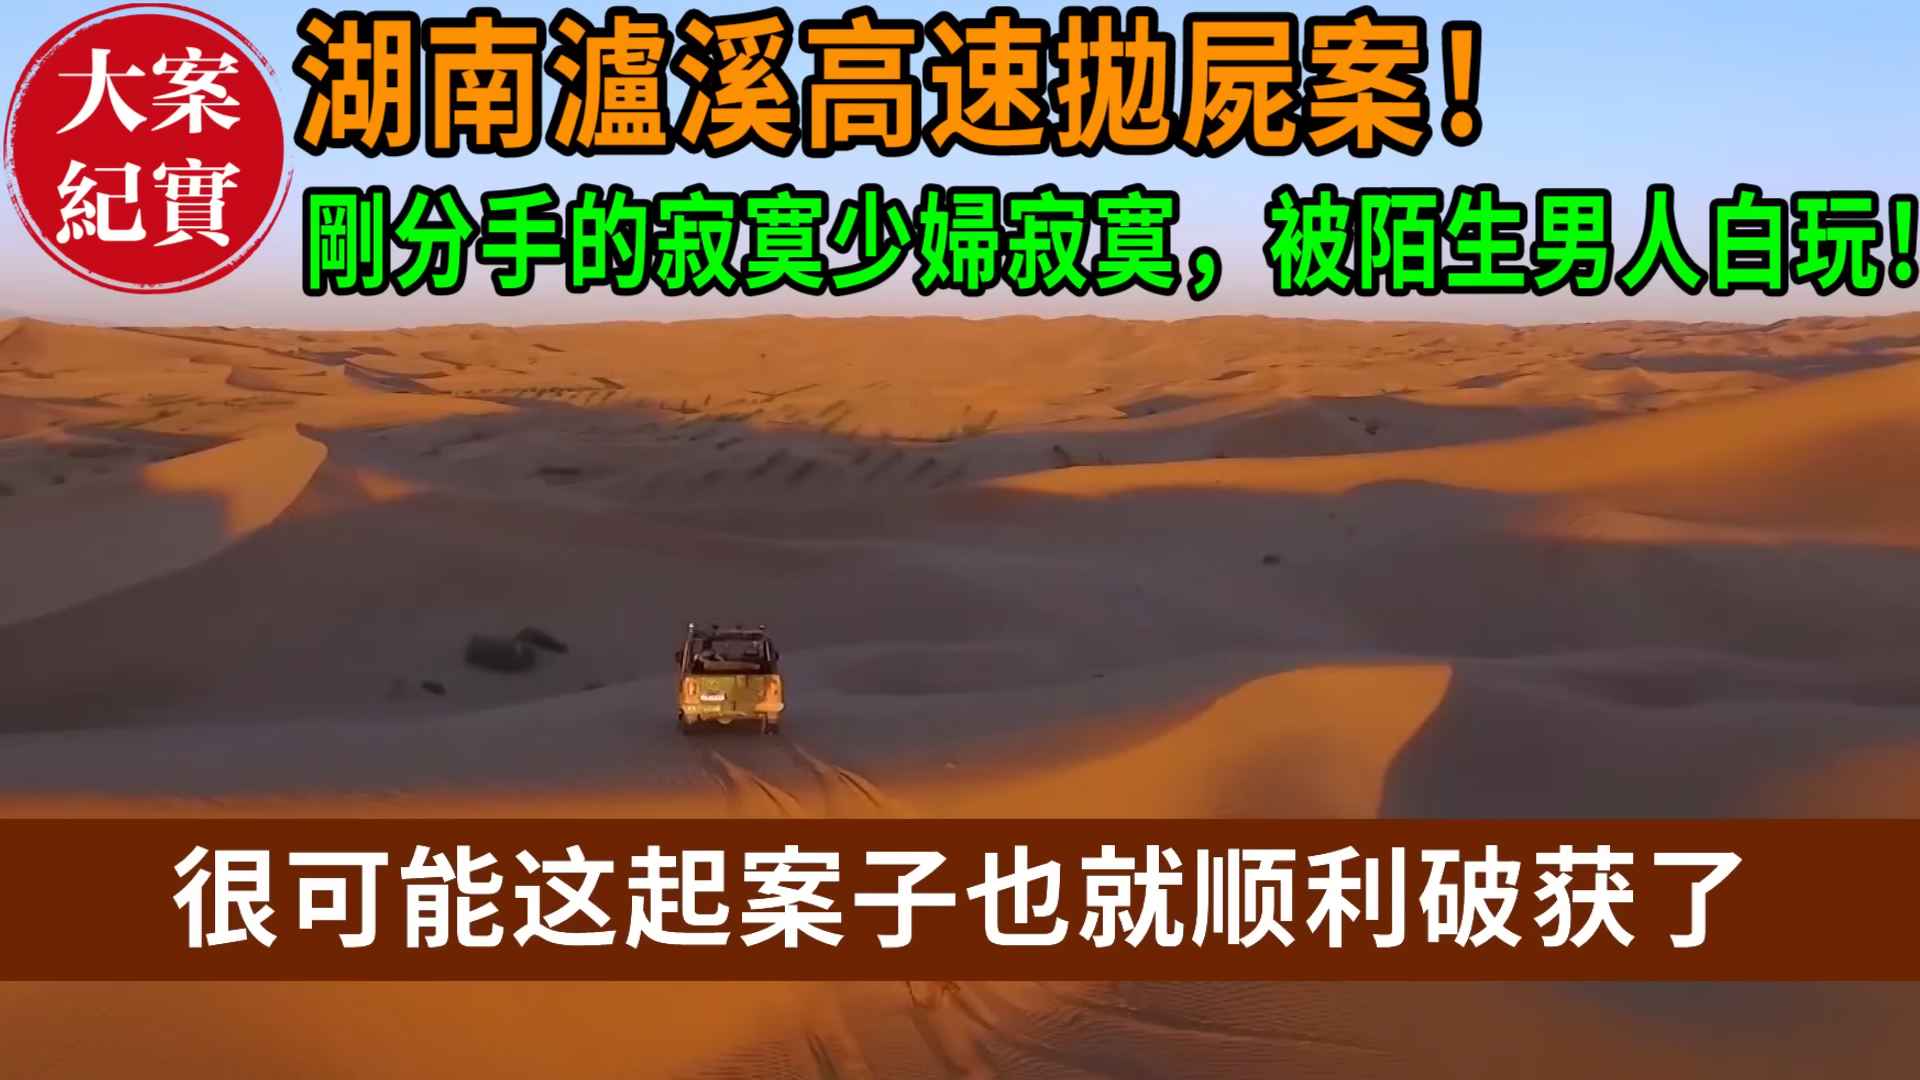 大案
紀實
湖南瀘溪高速拋屍案！
剛分手的寂寞少婦寂寞，被陌生男人白玩！
很可能这起案子也就顺利破获了